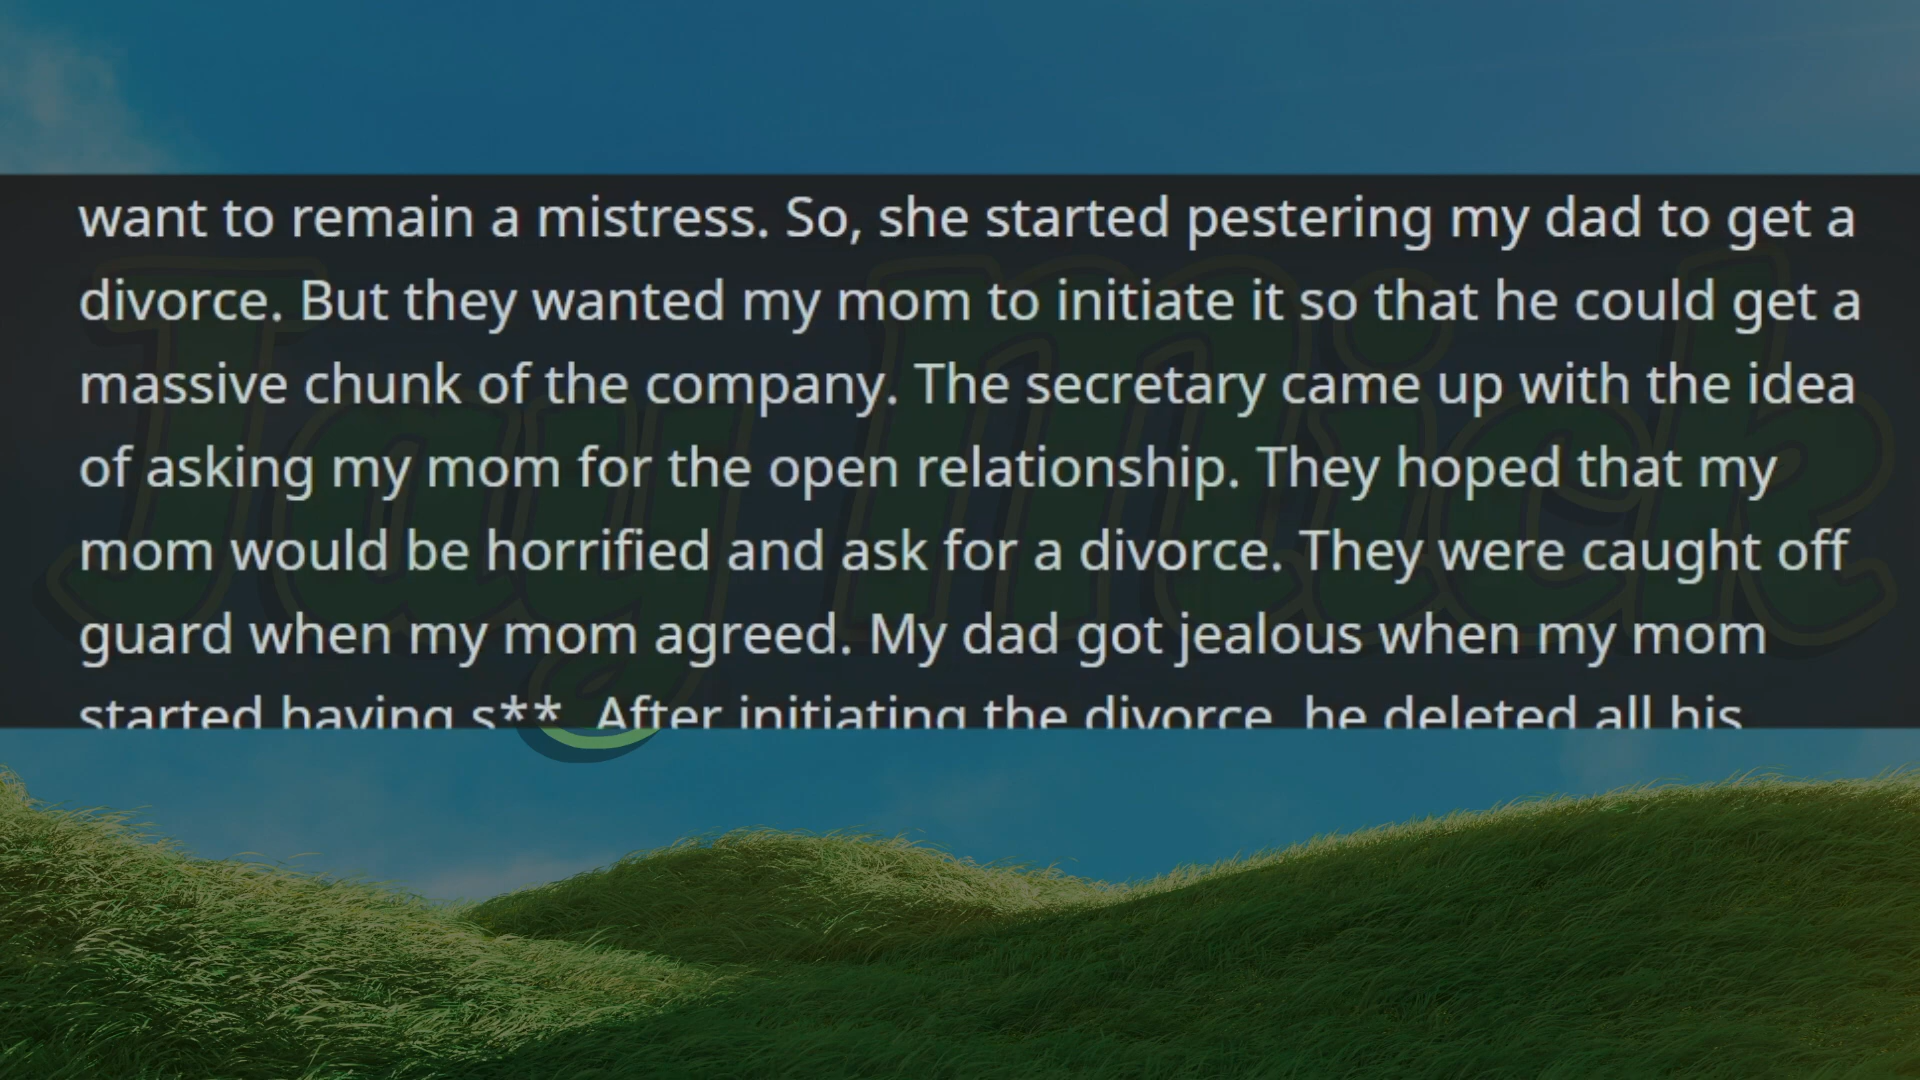 want to remain a mistress. So, she started pestering my dad to get a
divorce. But they wanted my mom to initiate it so that he could get a
massive chunk of the company. The secretary came up with the idea
of asking my mom for the open relationship. They hoped that my
mom would be horrified and ask for a divorce. They were caught off
guard when my mom agreed. My dad got jealous when my mom
started having s**. After initiating the divorce, he deleted all his
Jay Mick